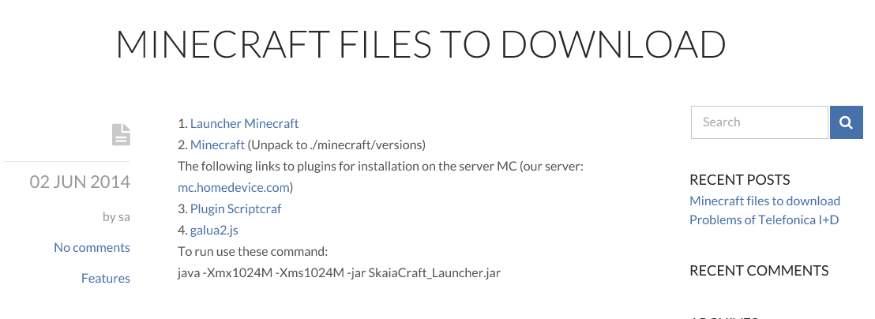 MINECRAFT FILES TO DOWNLOAD
02 JUN 2014
by sa
No comments
Features
1. Launcher Minecraft
2. Minecraft (Unpack to ./minecraft/versions)
The following links to plugins for installation on the server MC (our server:
mc.homedevice.com)
3. Plugin Scriptcraf
4. galua2.js
To run use these command:
java -Xmx1024M -Xms1024M -jar SkaiaCraft_Launcher.jar
Search
RECENT POSTS
Minecraft files to download
Problems of Telefonica I+D
RECENT COMMENTS